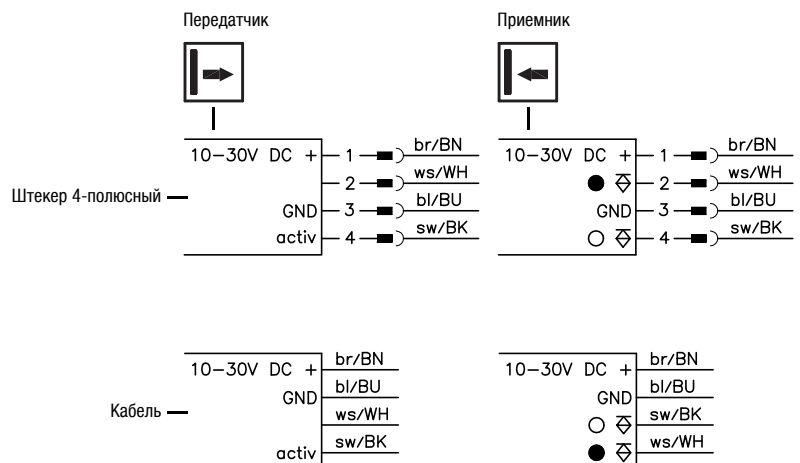 Передатчик
Приемник
10–30V DC + 1 br/BN
2 ws/WH
GND 3 bl/BU
activ 4 sw/BK
Штекер 4-полюсный
10–30V DC + 1 br/BN
2 ws/WH
GND 3 bl/BU
4 sw/BK
10–30V DC + br/BN
GND bl/BU
ws/WH
activ sw/BK
Кабель
10–30V DC + br/BN
GND bl/BU
sw/BK
ws/WH